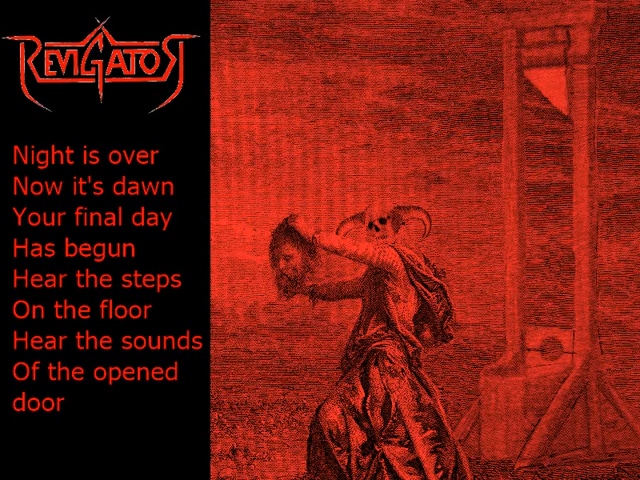 REVIGATOR
Night is over
Now it's dawn
Your final day
Has begun
Hear the steps
On the floor
Hear the sounds
Of the opened
door